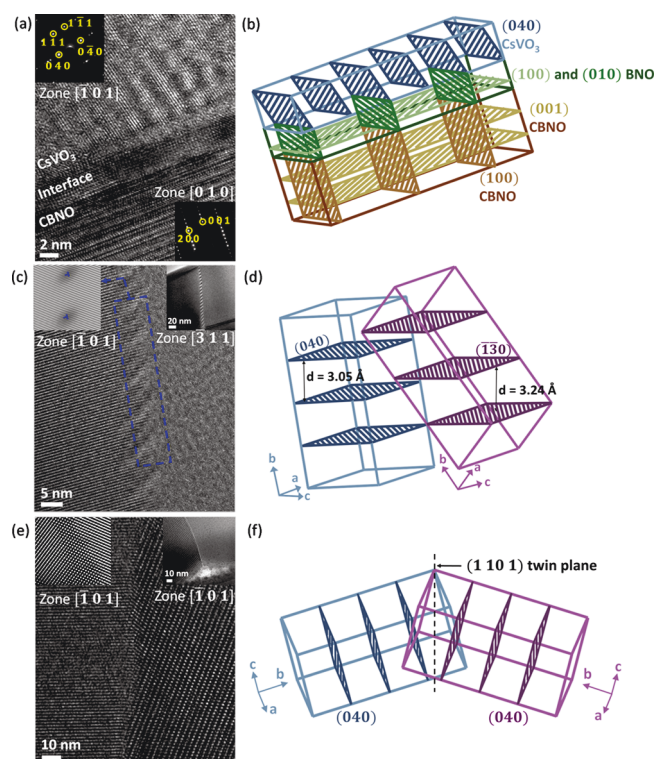 (a)
1 1̄ 1
1̄ 1 1
0 4̄ 0
0 4 0
Zone [1̄ 0 1]
CsVO₃
Interface
CBNO
Zone [0 1 0]
0 0 1
2 0 0
2 nm
(b)
(040)
CsVO₃
(100) and (010) BNO
(001)
CBNO
(100)
CBNO
(c)
20 nm
Zone [1̄ 0 1]
Zone [3̄ 1 1]
5 nm
(d)
(040)
d = 3.05 Å
(1̄30)
d = 3.24 Å
b
a
c
b
a
c
(e)
10 nm
Zone [1̄ 0 1]
Zone [1̄ 0 1]
10 nm
(f)
(1 10 1) twin plane
c
b
a
(040)
(040)
c
b
a